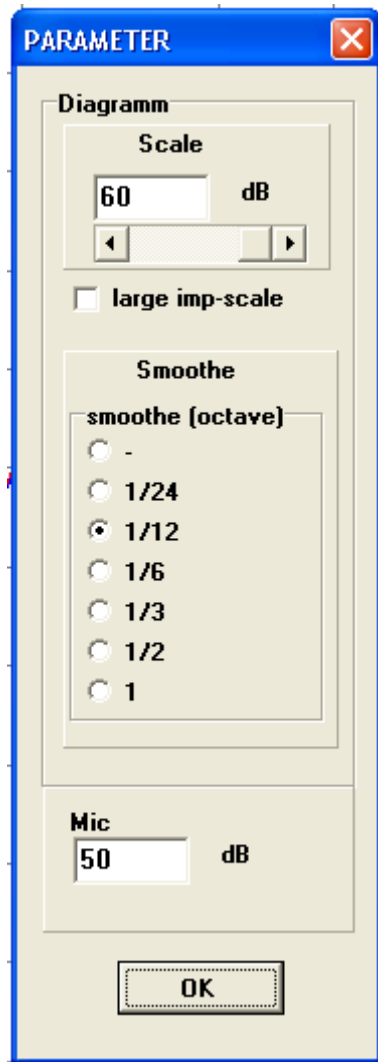 PARAMETER
Diagramm
Scale
60 dB
large imp-scale
Smoothe
smoothe (octave)
-
1/24
1/12
1/6
1/3
1/2
1
Mic
50 dB
OK